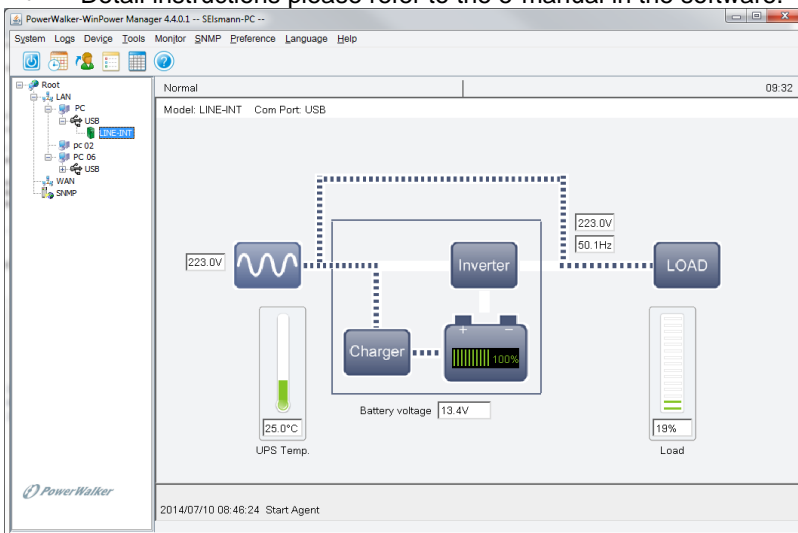 Detail instructions please refer to the e-manual in the software.
PowerWalker-WinPower Manager 4.4.0.1 -- SEIsmann-PC --
System Logs Device Tools Monitor SNMP Preference Language Help
Root
LAN
PC
USB
LINE-INT
pc 02
PC 06
USB
WAN
SNMP
PowerWalker
Normal 09:32
Model: LINE-INT Com Port: USB
223.0V
223.0V
50.1Hz
Inverter
LOAD
Charger
+ −
100%
Battery voltage 13.4V
25.0°C
UPS Temp.
19%
Load
2014/07/10 08:46:24 Start Agent